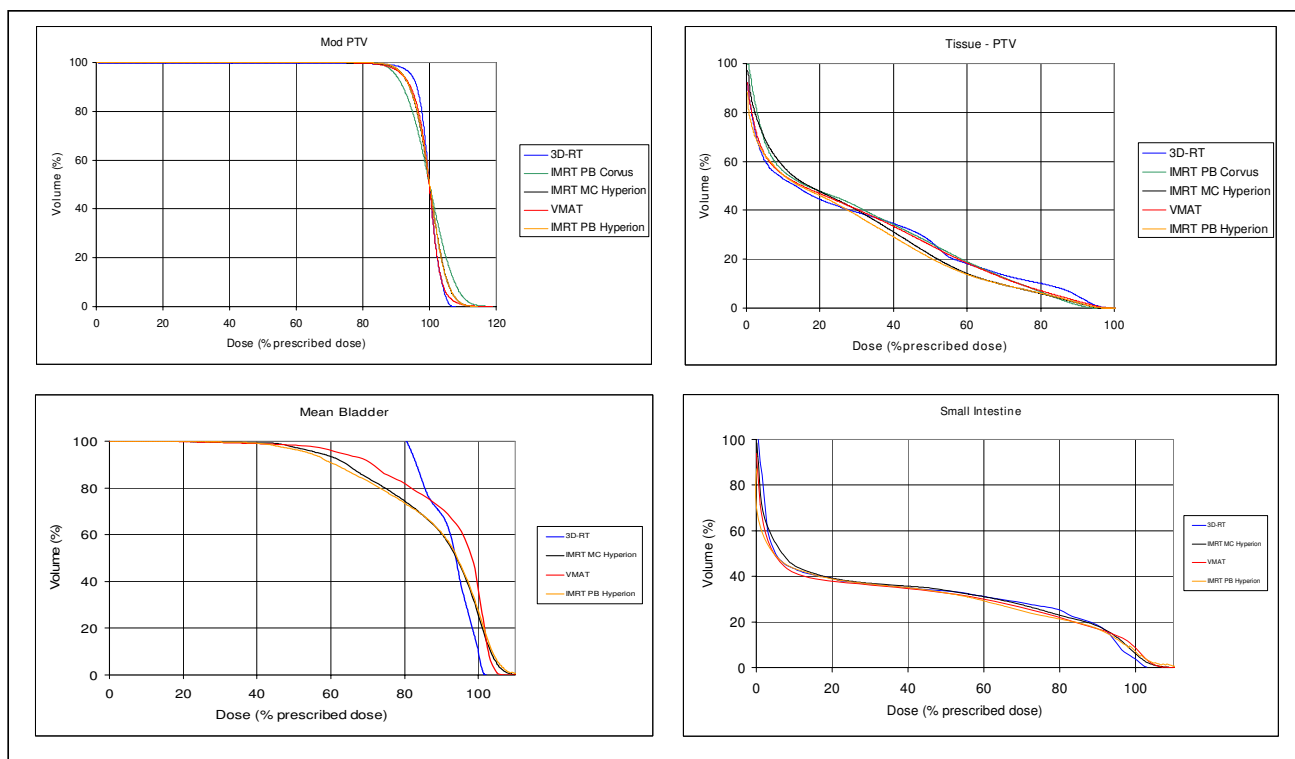 Mod PTV
100
80
60
40
20
0
Volume (%)
0 20 40 60 80 100 120
Dose (% prescribed dose)
3D-RT
IMRT PB Corvus
IMRT MC Hyperion
VMAT
IMRT PB Hyperion
Tissue - PTV
100
80
60
40
20
0
Volume (%)
0 20 40 60 80 100
Dose (%prescribed dose)
3D-RT
IMRT PB Corvus
IMRT MC Hyperion
VMAT
IMRT PB Hyperion
Mean Bladder
100
80
60
40
20
0
Volume (%)
0 20 40 60 80 100
Dose (% prescribed dose)
3D-RT
IMRT MC Hyperion
VMAT
IMRT PB Hyperion
Small Intestine
100
80
60
40
20
0
Volume (%)
0 20 40 60 80 100
Dose (% prescribed dose)
3D-RT
IMRT MC Hyperion
VMAT
IMRT PB Hyperion